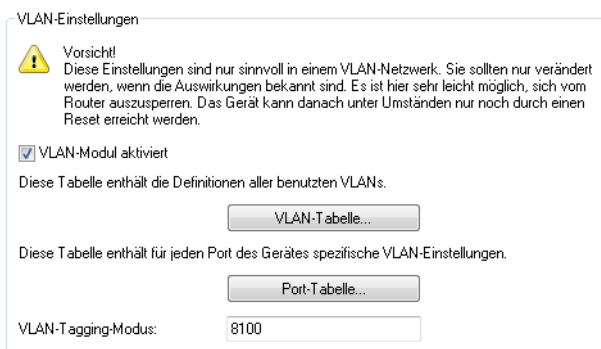 VLAN-Einstellungen
Vorsicht!
Diese Einstellungen sind nur sinnvoll in einem VLAN-Netzwerk. Sie sollten nur verändert
werden, wenn die Auswirkungen bekannt sind. Es ist hier sehr leicht möglich, sich vom
Router auszusperren. Das Gerät kann danach unter Umständen nur noch durch einen
Reset erreicht werden.
VLAN-Modul aktiviert
Diese Tabelle enthält die Definitionen aller benutzten VLANs.
VLAN-Tabelle...
Diese Tabelle enthält für jeden Port des Gerätes spezifische VLAN-Einstellungen.
Port-Tabelle...
VLAN-Tagging-Modus: 8100